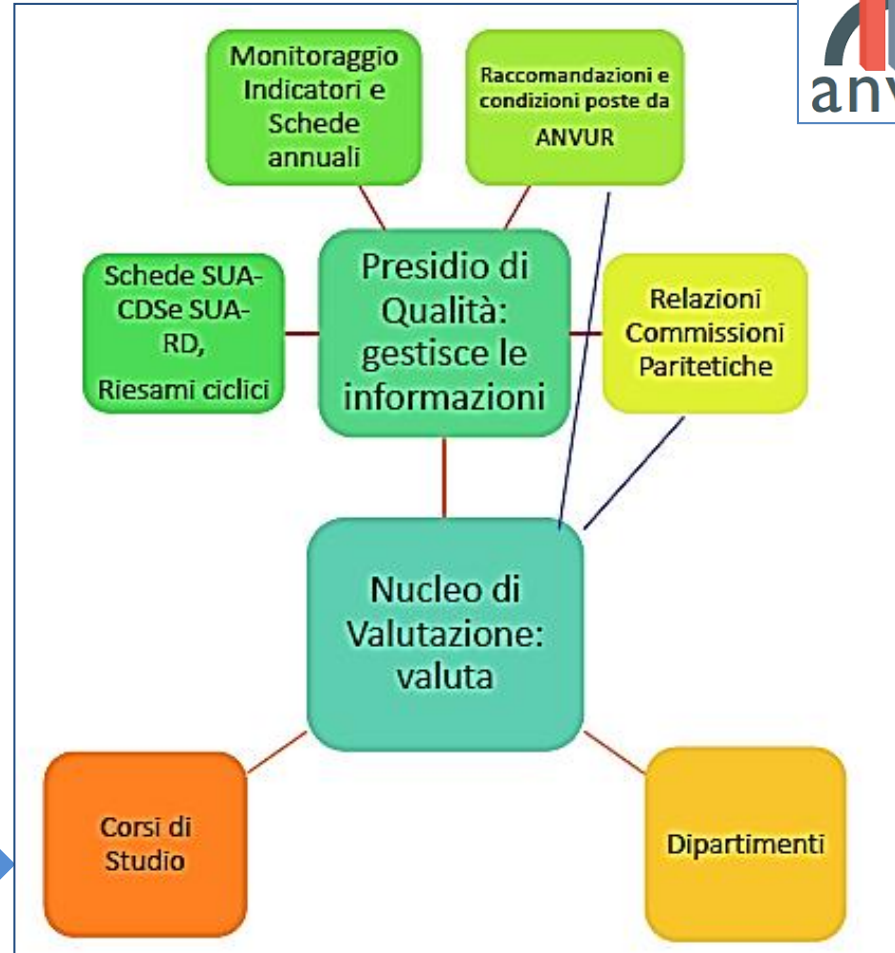 anv
Monitoraggio
Indicatori e
Schede
annuali
Raccomandazioni e
condizioni poste da
ANVUR
Schede SUA-
CDSe SUA-
RD,
Riesami ciclici
Presidio di
Qualità:
gestisce le
informazioni
Relazioni
Commissioni
Paritetiche
Nucleo di
Valutazione:
valuta
Corsi di
Studio
Dipartimenti